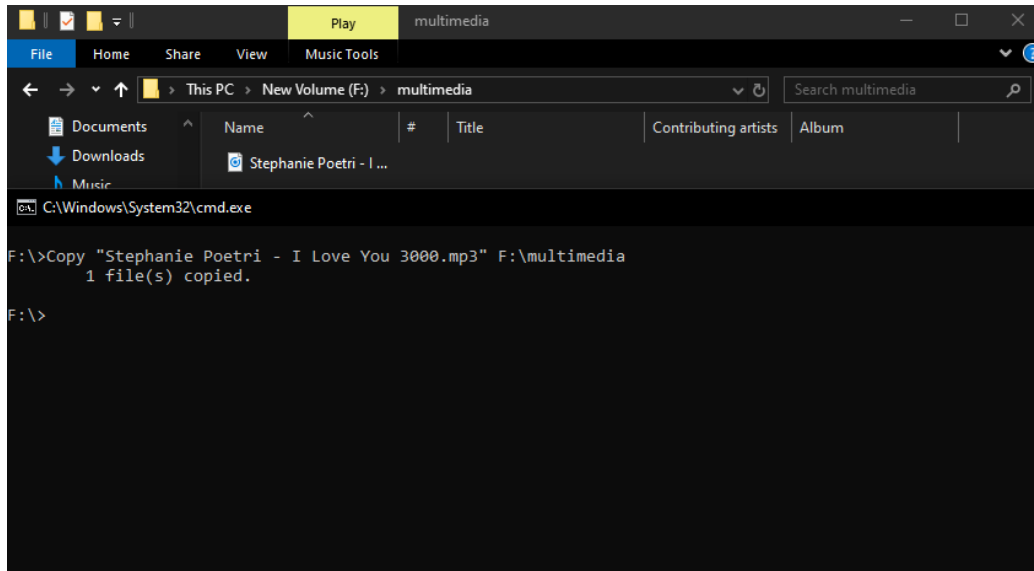 Play multimedia
File Home Share View Music Tools
This PC > New Volume (F:) > multimedia Search multimedia
Documents Name # Title Contributing artists Album
Downloads Stephanie Poetri - I ...
Music
C:\Windows\System32\cmd.exe
F:\>Copy "Stephanie Poetri - I Love You 3000.mp3" F:\multimedia
1 file(s) copied.
F:\>